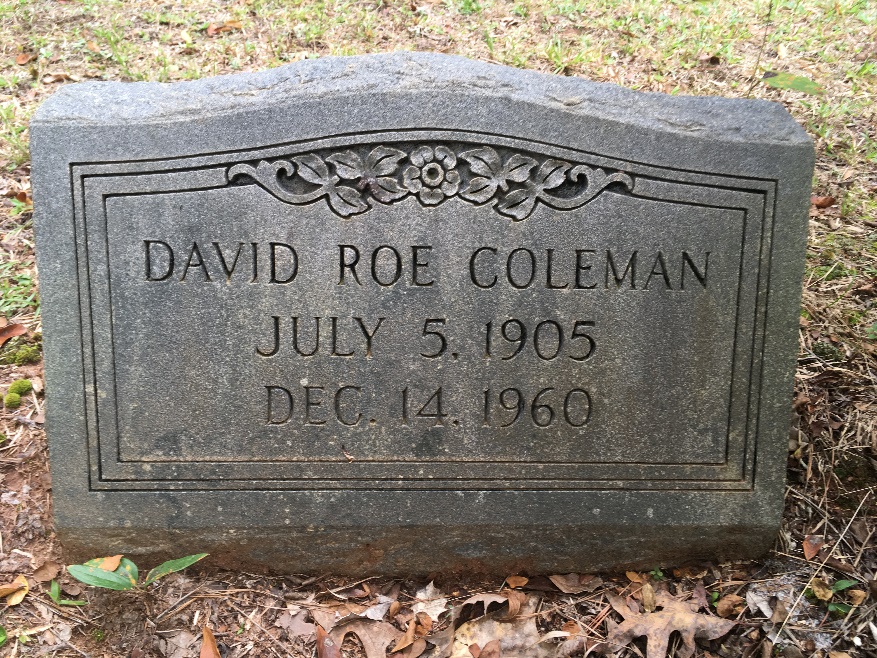 DAVID ROE COLEMAN
JULY 5. 1905
DEC. 14. 1960